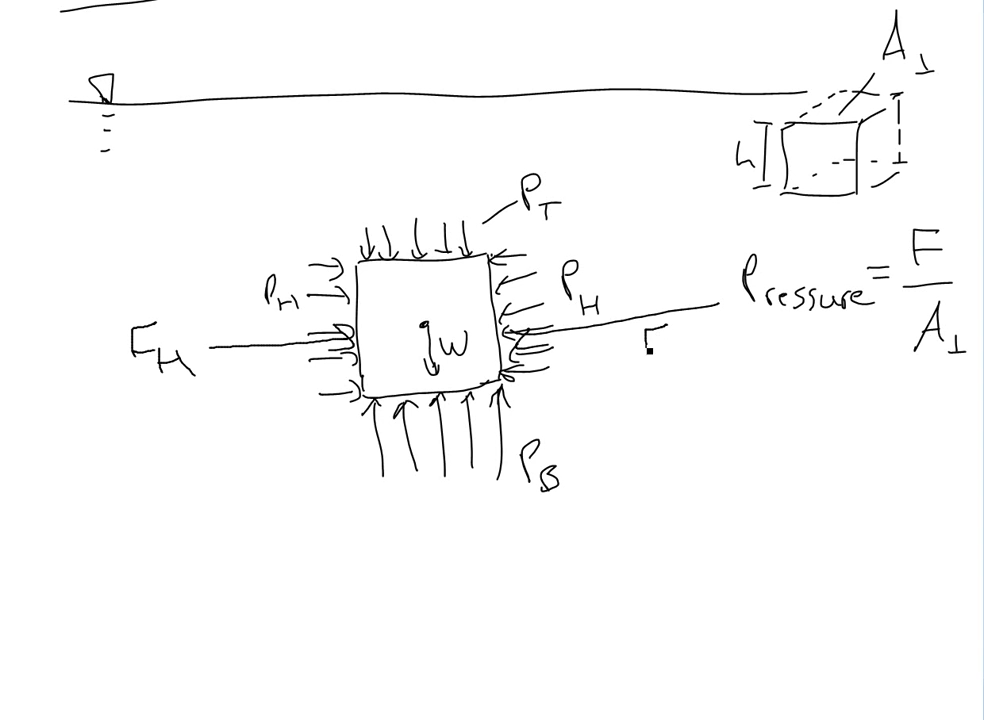 A⊥
h
P_T
P_H
P_H
Pressure = F / A⊥
F_H
W
P_B